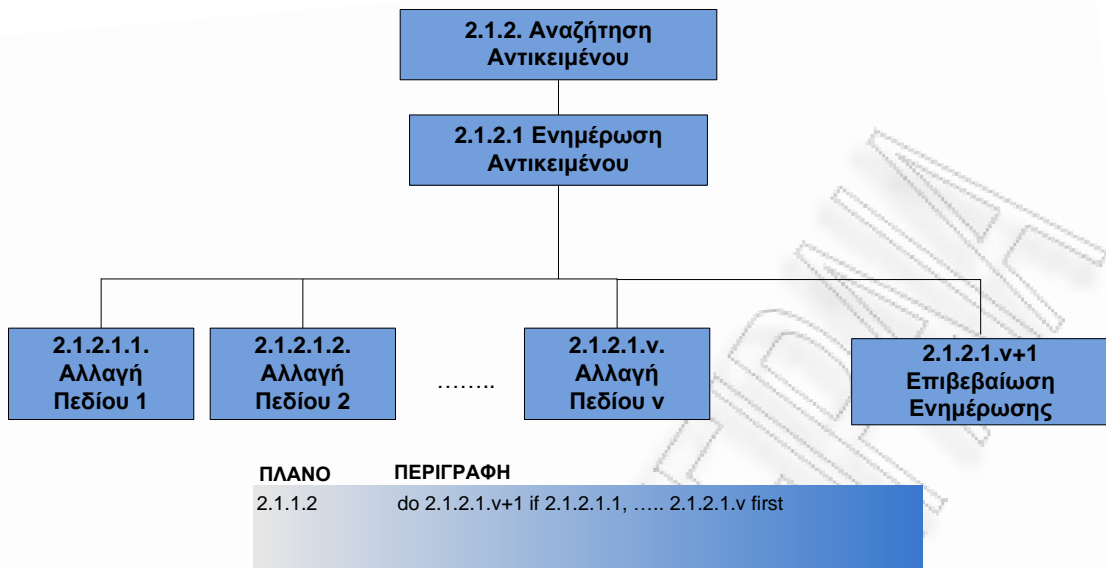 2.1.2. Αναζήτηση
Αντικειμένου
2.1.2.1 Ενημέρωση
Αντικειμένου
2.1.2.1.1.
Αλλαγή
Πεδίου 1
2.1.2.1.2.
Αλλαγή
Πεδίου 2
……..
2.1.2.1.ν.
Αλλαγή
Πεδίου ν
2.1.2.1.ν+1
Επιβεβαίωση
Ενημέρωσης
ΠΛΑΝΟ ΠΕΡΙΓΡΑΦΗ
2.1.1.2 do 2.1.2.1.ν+1 if 2.1.2.1.1, ….. 2.1.2.1.ν first